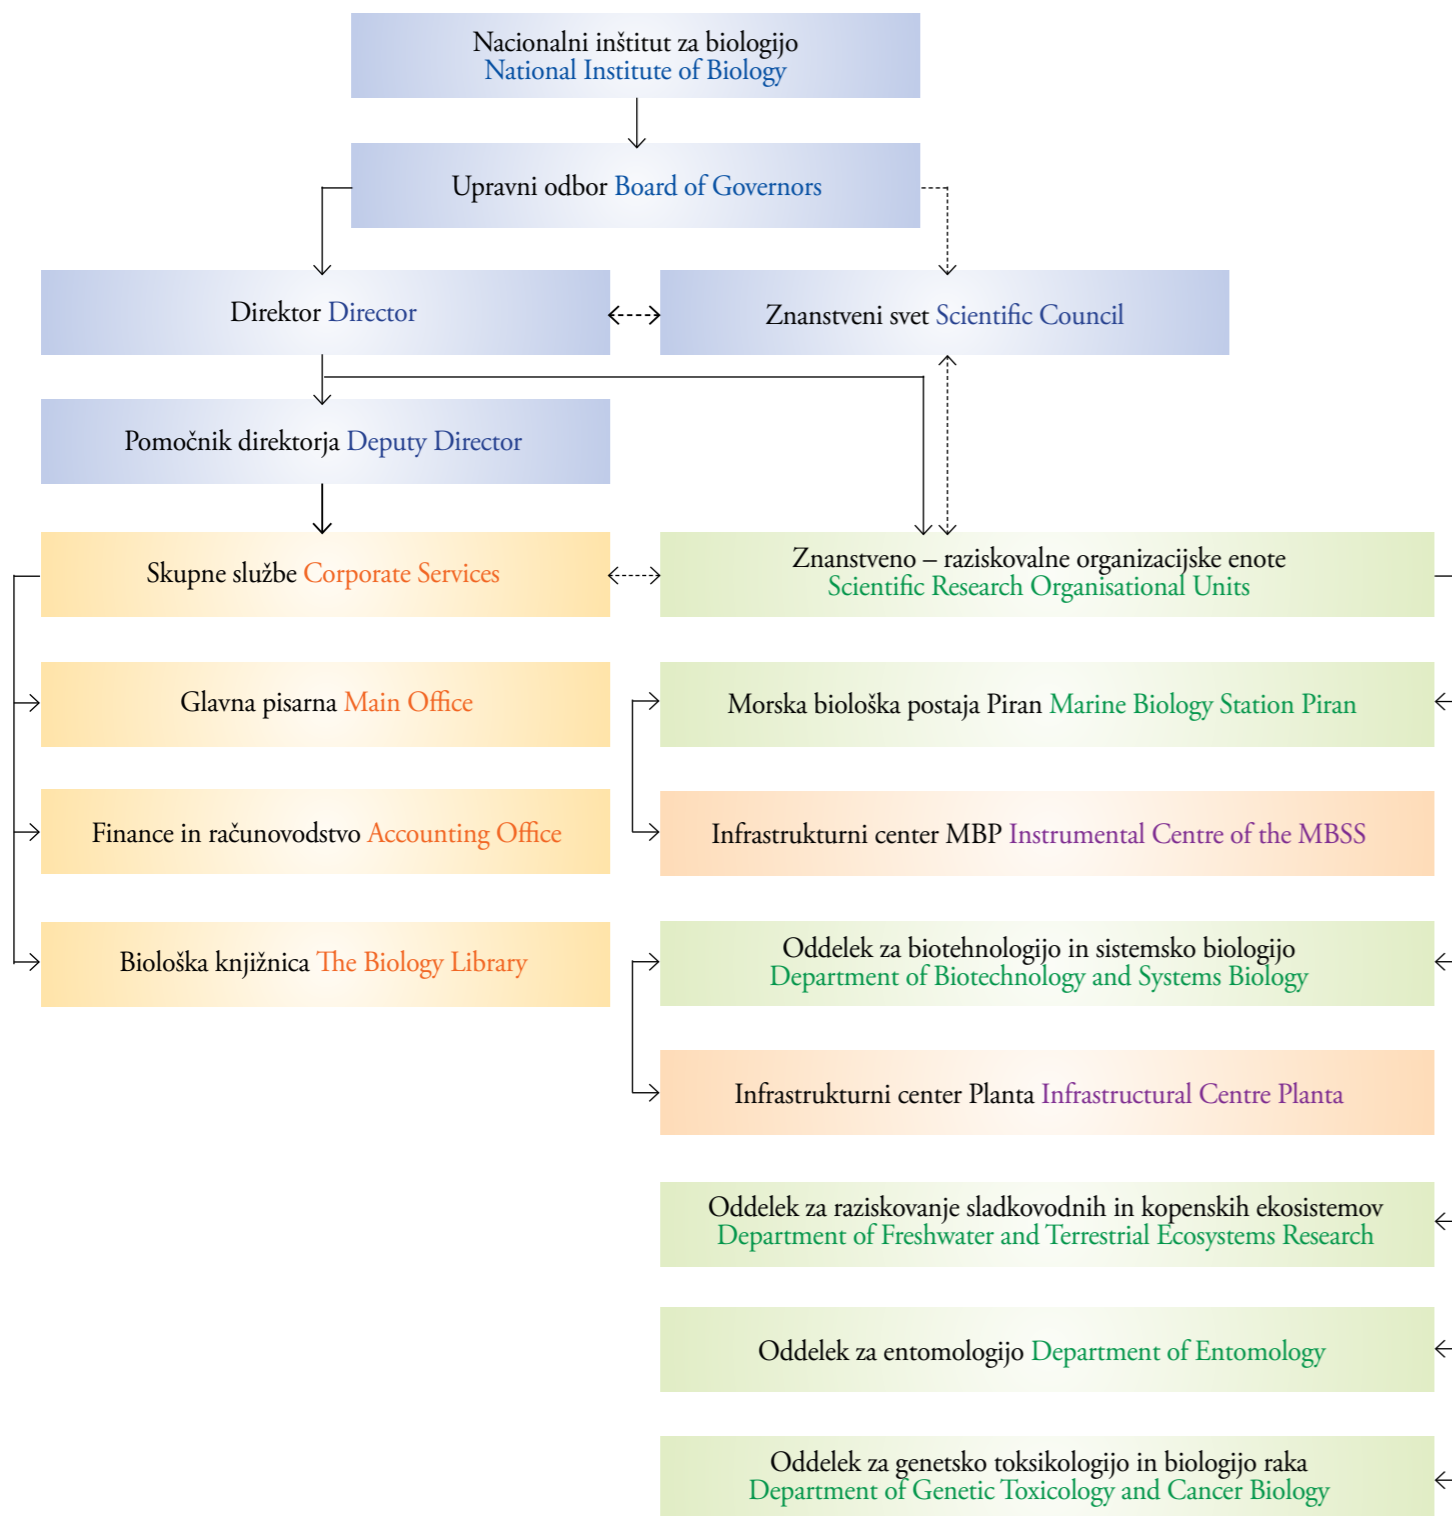 Nacionalni inštitut za biologijo
National Institute of Biology
Upravni odbor Board of Governors
Direktor Director
Znanstveni svet Scientific Council
Pomočnik direktorja Deputy Director
Skupne službe Corporate Services
Znanstveno – raziskovalne organizacijske enote
Scientific Research Organisational Units
Glavna pisarna Main Office
Morska biološka postaja Piran Marine Biology Station Piran
Finance in računovodstvo Accounting Office
Infrastrukturni center MBP Instrumental Centre of the MBSS
Biološka knjižnica The Biology Library
Oddelek za biotehnologijo in sistemsko biologijo
Department of Biotechnology and Systems Biology
Infrastrukturni center Planta Infrastructural Centre Planta
Oddelek za raziskovanje sladkovodnih in kopenskih ekosistemov
Department of Freshwater and Terrestrial Ecosystems Research
Oddelek za entomologijo Department of Entomology
Oddelek za genetsko toksikologijo in biologijo raka
Department of Genetic Toxicology and Cancer Biology